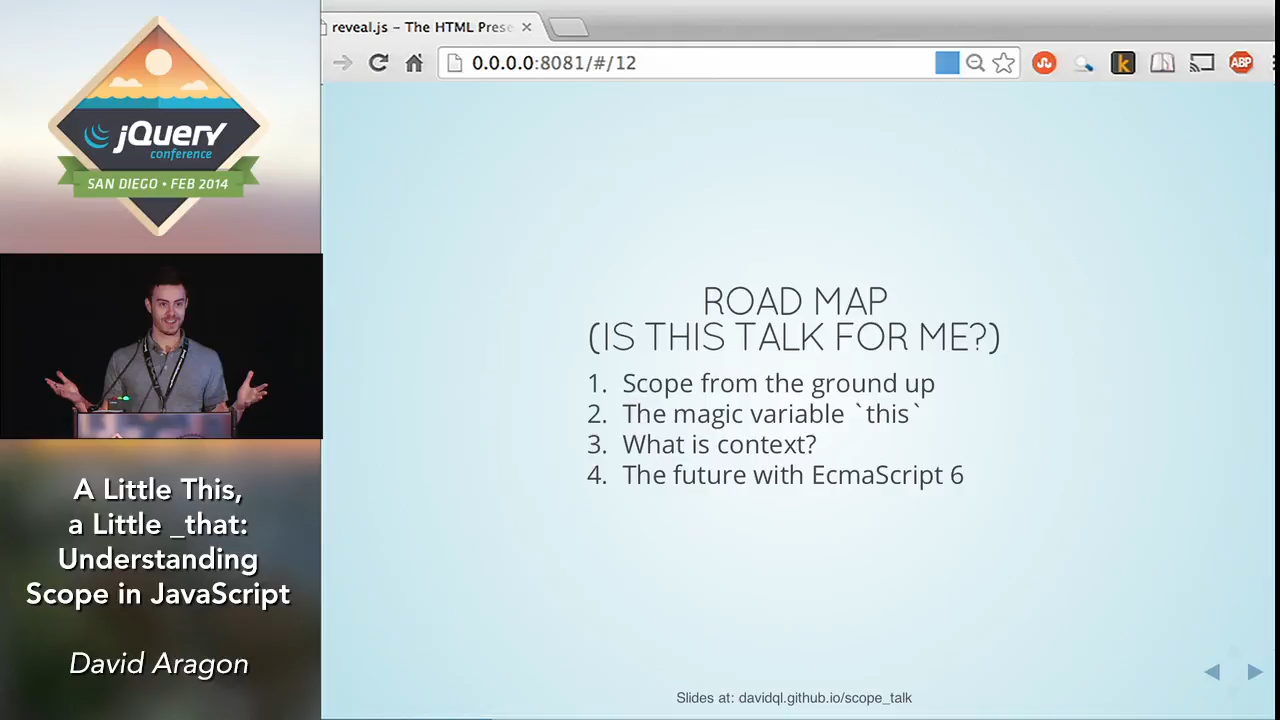 jQuery
conference
SAN DIEGO • FEB 2014
A Little This,
a Little _that:
Understanding
Scope in JavaScript
David Aragon
reveal.js – The HTML Prese
0.0.0.0:8081/#/12
k
ABP
ROAD MAP
(IS THIS TALK FOR ME?)
1. Scope from the ground up
2. The magic variable `this`
3. What is context?
4. The future with EcmaScript 6
Slides at: davidql.github.io/scope_talk